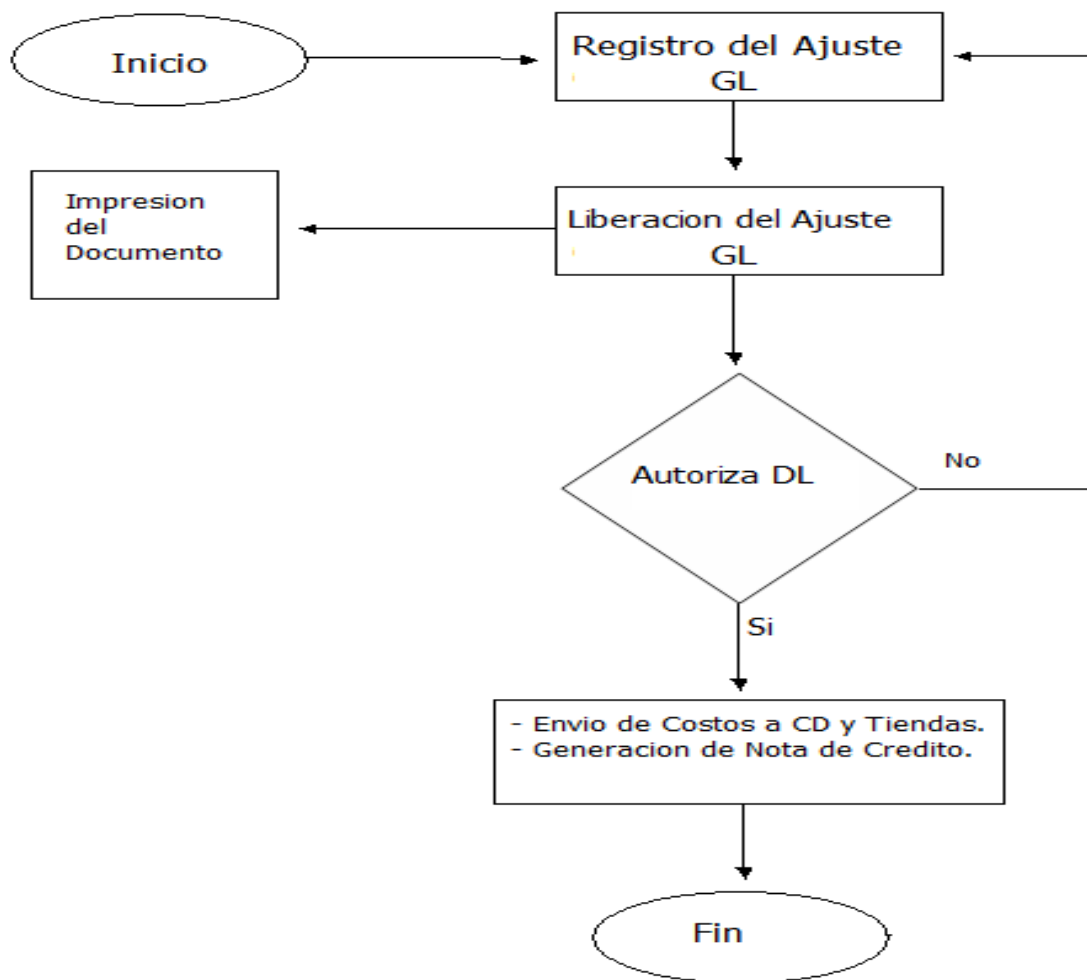 Inicio
Registro del Ajuste
GL
Impresion
del
Documento
Liberacion del Ajuste
GL
Autoriza DL
No
Si
- Envio de Costos a CD y Tiendas.
- Generacion de Nota de Credito.
Fin